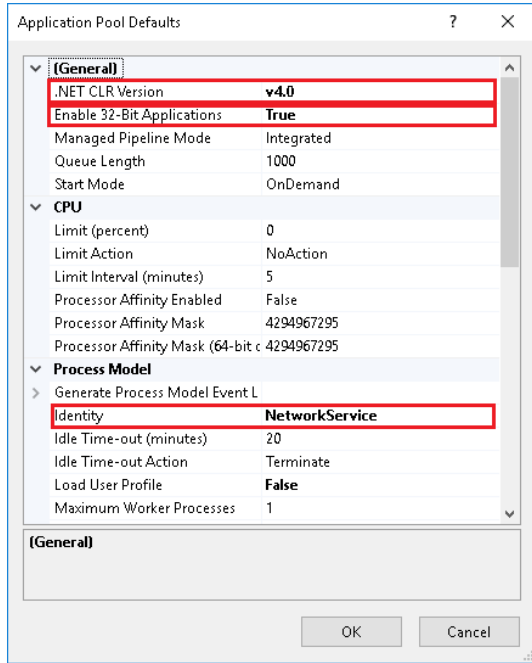 Application Pool Defaults ? ×
(General)
.NET CLR Version v4.0
Enable 32-Bit Applications True
Managed Pipeline Mode Integrated
Queue Length 1000
Start Mode OnDemand
CPU
Limit (percent) 0
Limit Action NoAction
Limit Interval (minutes) 5
Processor Affinity Enabled False
Processor Affinity Mask 4294967295
Processor Affinity Mask (64-bit c 4294967295
Process Model
Generate Process Model Event L
Identity NetworkService
Idle Time-out (minutes) 20
Idle Time-out Action Terminate
Load User Profile False
Maximum Worker Processes 1
(General)
OK Cancel